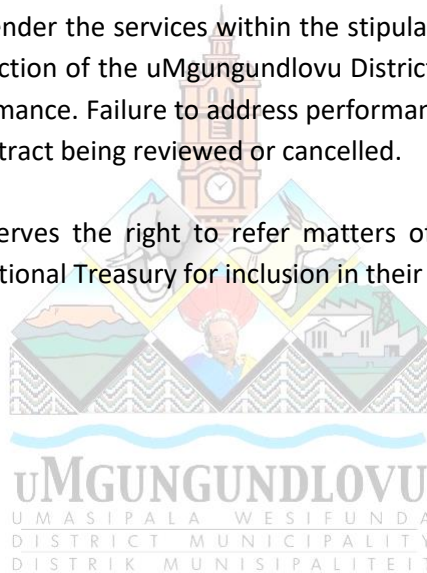 ender the services within the stipula
ction of the uMgungundlovu District
rmance. Failure to address performan
tract being reviewed or cancelled.
erves the right to refer matters of
tional Treasury for inclusion in their
uMGUNGUNDLOVU
UMASIPALA WESIFUNDA
DISTRICT MUNICIPALITY
DISTRIK MUNISIPALITEIT